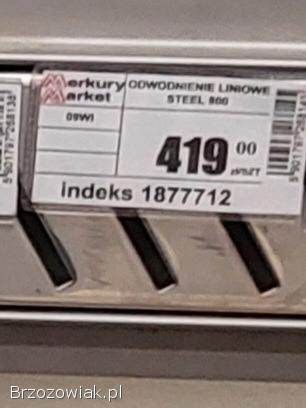 Merkury Market
ODWODNIENIE LINIOWE
STEEL 800
09WI
419 00
zł/SZT
indeks 1877712
Brzozowiak.pl